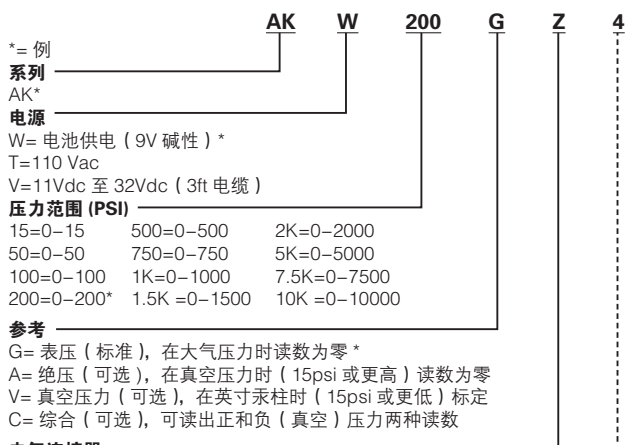 AK W 200 G Z 4
*= 例
系列
AK*
电源
W= 电池供电（9V 碱性）*
T=110 Vac
V=11Vdc 至 32Vdc（3ft 电缆）
压力范围 (PSI)
15=0–15 500=0–500 2K=0–2000
50=0–50 750=0–750 5K=0–5000
100=0–100 1K=0–1000 7.5K=0–7500
200=0–200* 1.5K =0–1500 10K =0–10000
参考
G= 表压（标准），在大气压力时读数为零 *
A= 绝压（可选），在真空压力时（15psi 或更高）读数为零
V= 真空压力（可选），在英寸汞柱时（15psi 或更低）标定
C= 综合（可选），可读出正和负（真空）压力两种读数